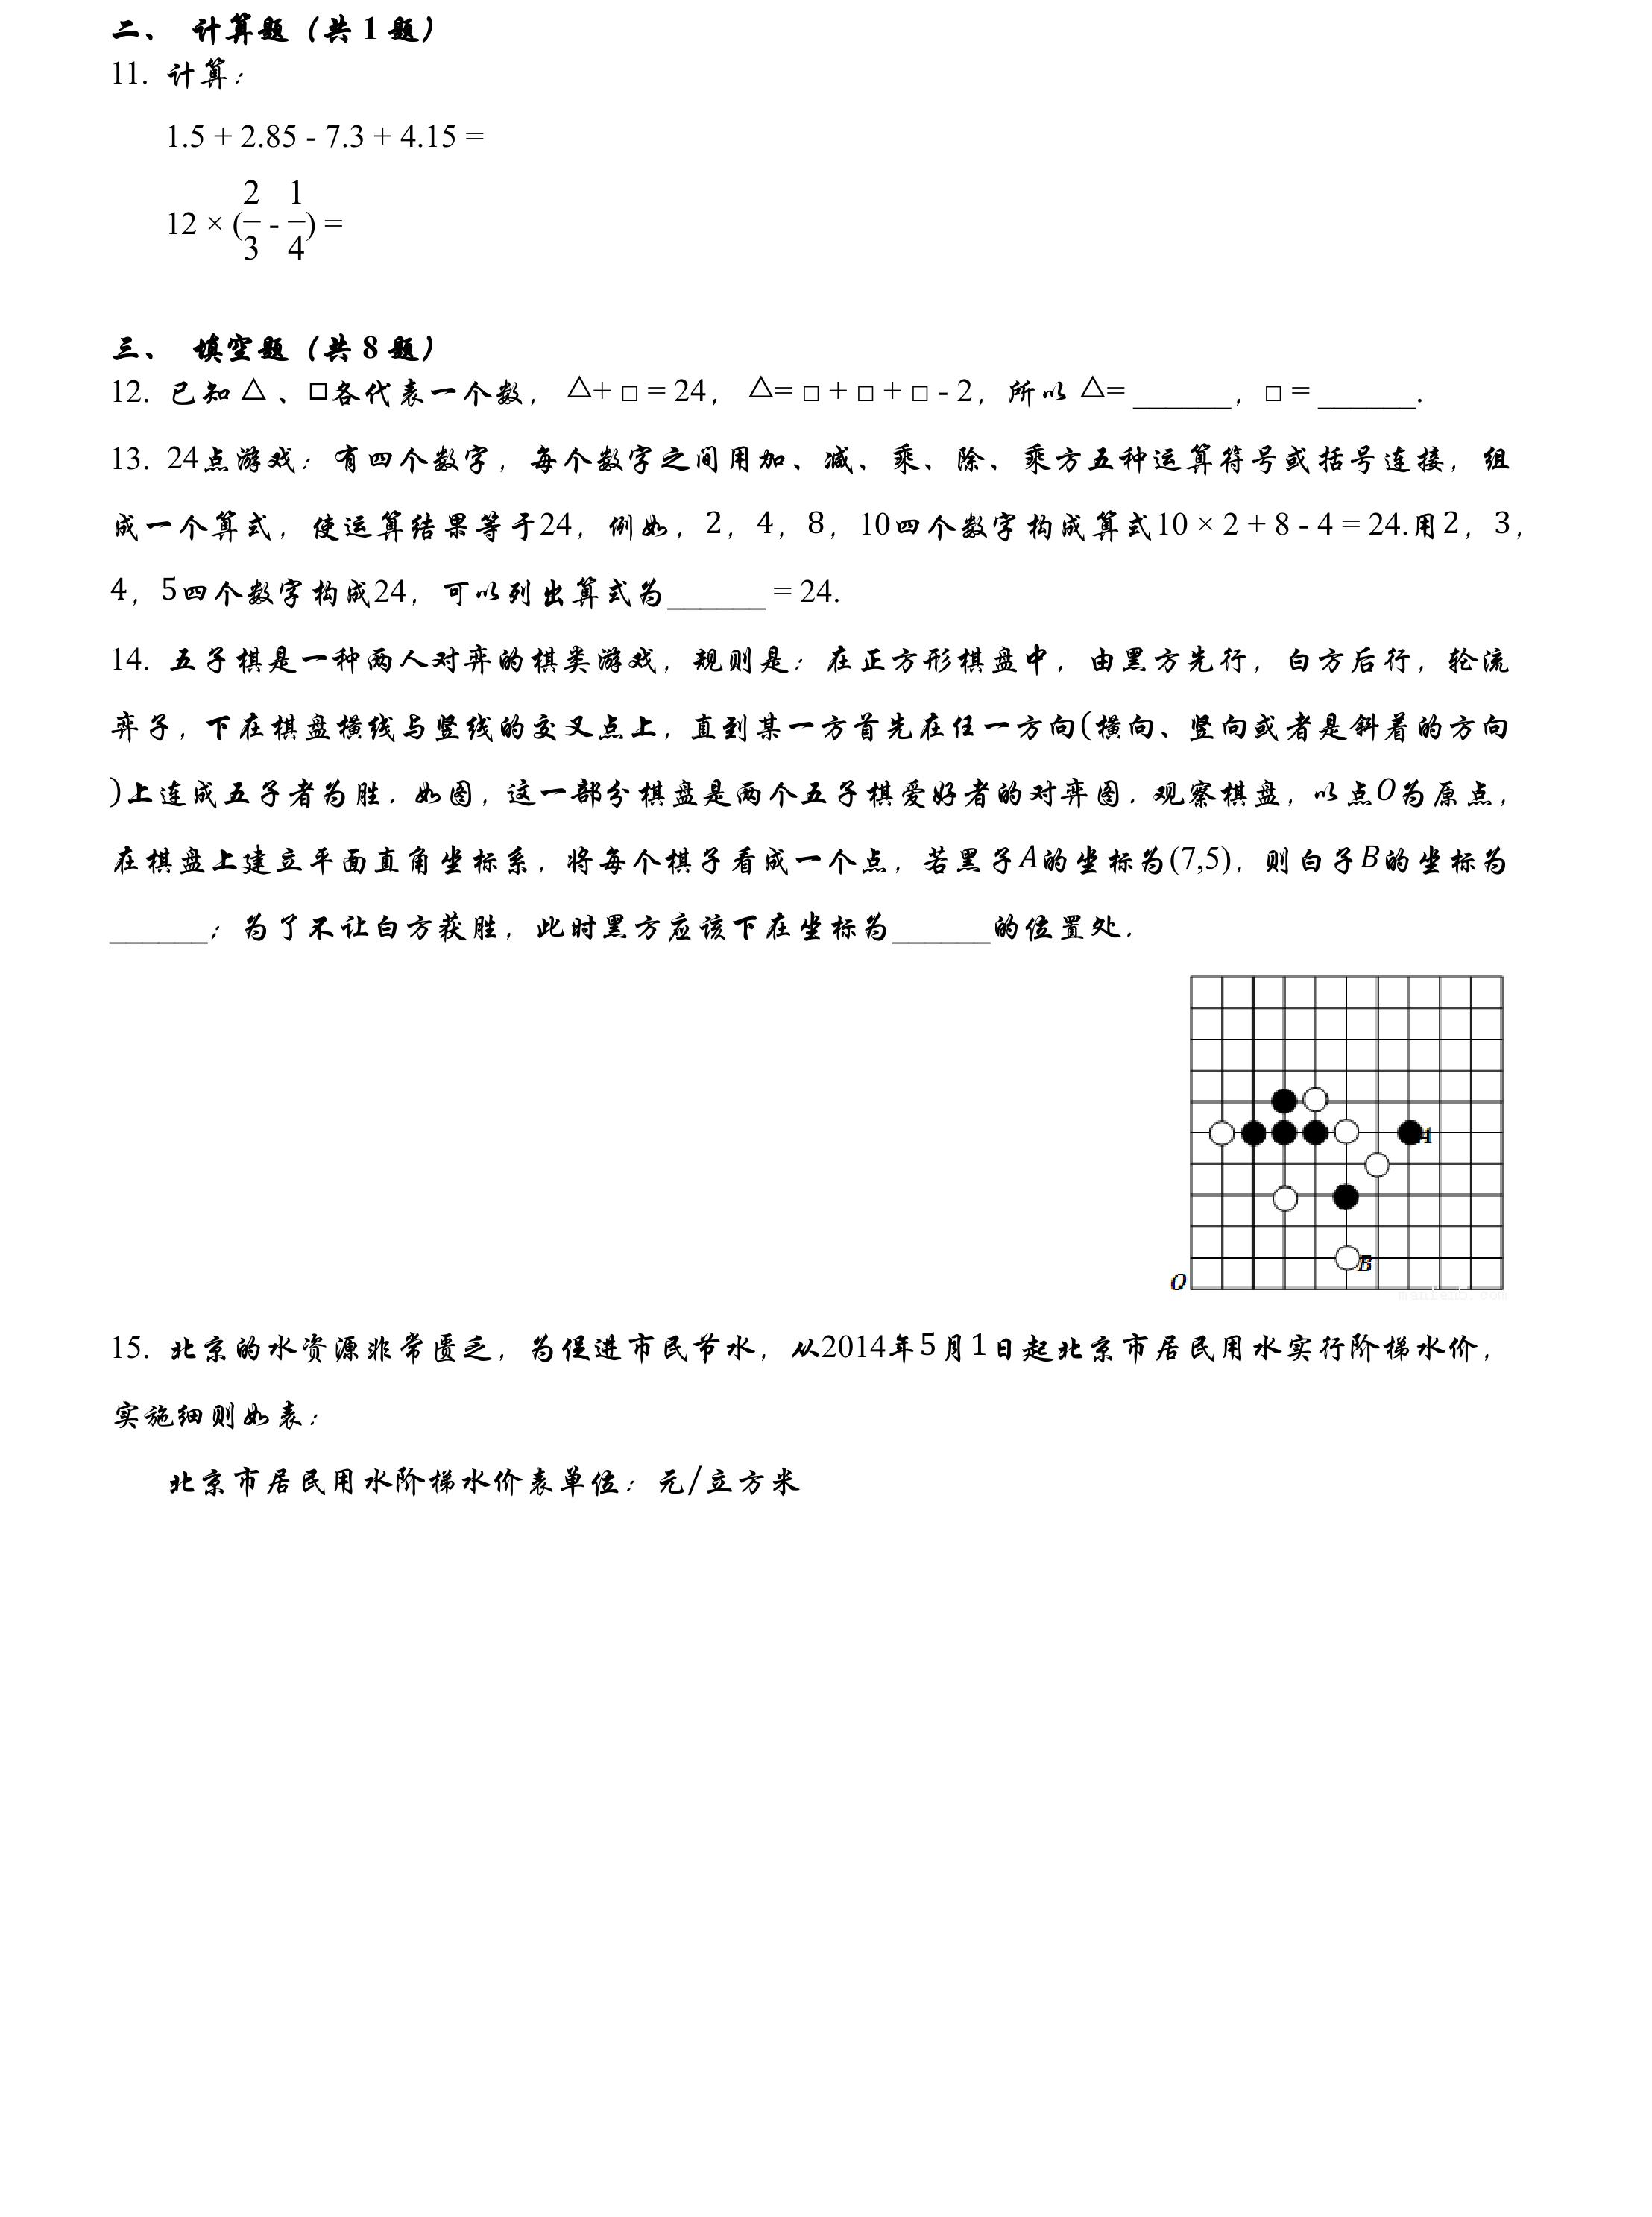 二、 计算题（共 1 题）
11. 计算：
1.5 + 2.85 - 7.3 + 4.15 =
12 × (2/3 - 1/4) =
三、 填空题（共 8 题）
12. 已知 △ 、□各代表一个数， △+ □ = 24， △= □ + □ + □ - 2，所以 △= ______，□ = ______.
13. 24点游戏：有四个数字，每个数字之间用加、减、乘、除、乘方五种运算符号或括号连接，组
成一个算式，使运算结果等于24，例如，2，4，8，10四个数字构成算式10 × 2 + 8 - 4 = 24.用2，3，
4，5四个数字构成24，可以列出算式为______ = 24.
14. 五子棋是一种两人对弈的棋类游戏，规则是：在正方形棋盘中，由黑方先行，白方后行，轮流
弈子，下在棋盘横线与竖线的交叉点上，直到某一方首先在任一方向(横向、竖向或者是斜着的方向
)上连成五子者为胜．如图，这一部分棋盘是两个五子棋爱好者的对弈图．观察棋盘，以点O为原点，
在棋盘上建立平面直角坐标系，将每个棋子看成一个点，若黑子A的坐标为(7,5)，则白子B的坐标为
______；为了不让白方获胜，此时黑方应该下在坐标为______的位置处．
A
B
O
15. 北京的水资源非常匮乏，为促进市民节水，从2014年5月1日起北京市居民用水实行阶梯水价，
实施细则如表：
北京市居民用水阶梯水价表单位：元/立方米